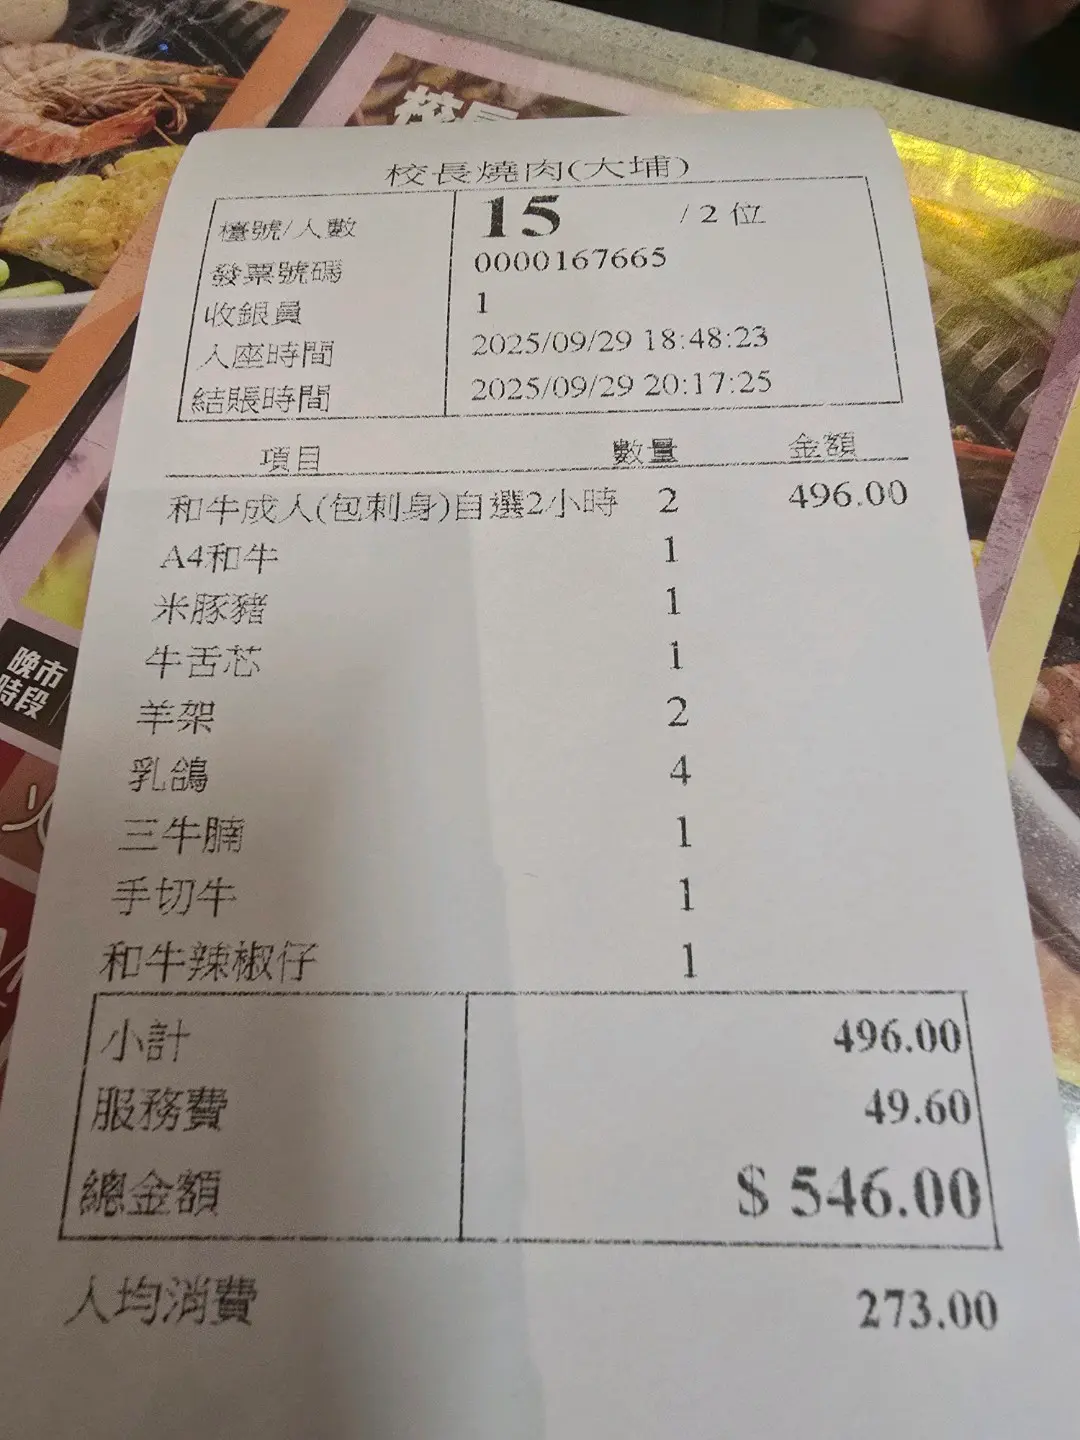 校長
校長燒肉(大埔)
檯號/人數 15 / 2 位
發票號碼 0000167665
收銀員 1
入座時間 2025/09/29 18:48:23
結賬時間 2025/09/29 20:17:25
項目 數量 金額
和牛成人(包刺身)自選2小時 2 496.00
A4和牛 1
米豚豬 1
牛舌芯 1
羊架 2
乳鴿 4
三牛腩 1
手切牛 1
和牛辣椒仔 1
小計 496.00
服務費 49.60
總金額 $ 546.00
人均消費 273.00
晚市
時段